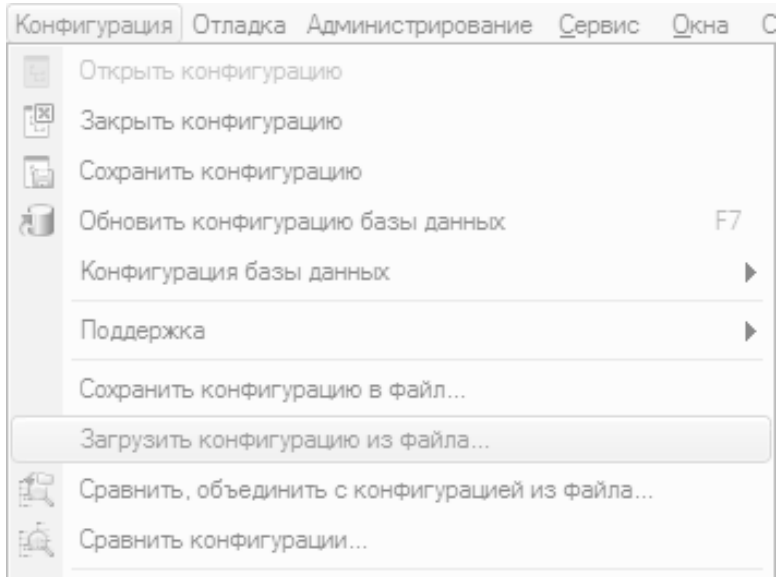 Конфигурация Отладка Администрирование Сервис Окна С
Открыть конфигурацию
Закрыть конфигурацию
Сохранить конфигурацию
Обновить конфигурацию базы данных F7
Конфигурация базы данных
Поддержка
Сохранить конфигурацию в файл...
Загрузить конфигурацию из файла...
Сравнить, объединить с конфигурацией из файла...
Сравнить конфигурации...